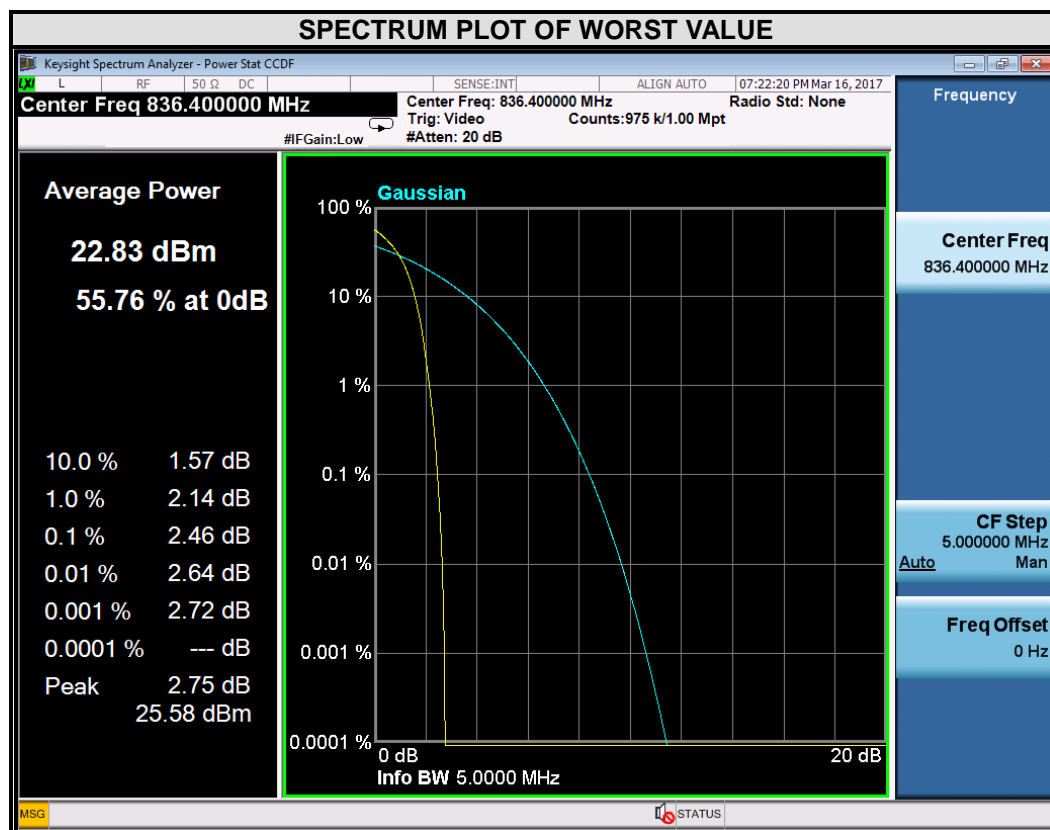 SPECTRUM PLOT OF WORST VALUE
Keysight Spectrum Analyzer - Power Stat CCDF
LXI L RF 50 Ω DC SENSE:INT ALIGN AUTO 07:22:20 PM Mar 16, 2017
Center Freq 836.400000 MHz
#IFGain:Low
Center Freq: 836.400000 MHz Radio Std: None
Trig: Video Counts:975 k/1.00 Mpt
#Atten: 20 dB
Average Power
22.83 dBm
55.76 % at 0dB
10.0 % 1.57 dB
1.0 % 2.14 dB
0.1 % 2.46 dB
0.01 % 2.64 dB
0.001 % 2.72 dB
0.0001 % --- dB
Peak 2.75 dB
25.58 dBm
Gaussian
100 %
10 %
1 %
0.1 %
0.01 %
0.001 %
0.0001 %
0 dB 20 dB
Info BW 5.0000 MHz
Frequency
Center Freq
836.400000 MHz
CF Step
5.000000 MHz
Auto Man
Freq Offset
0 Hz
MSG STATUS